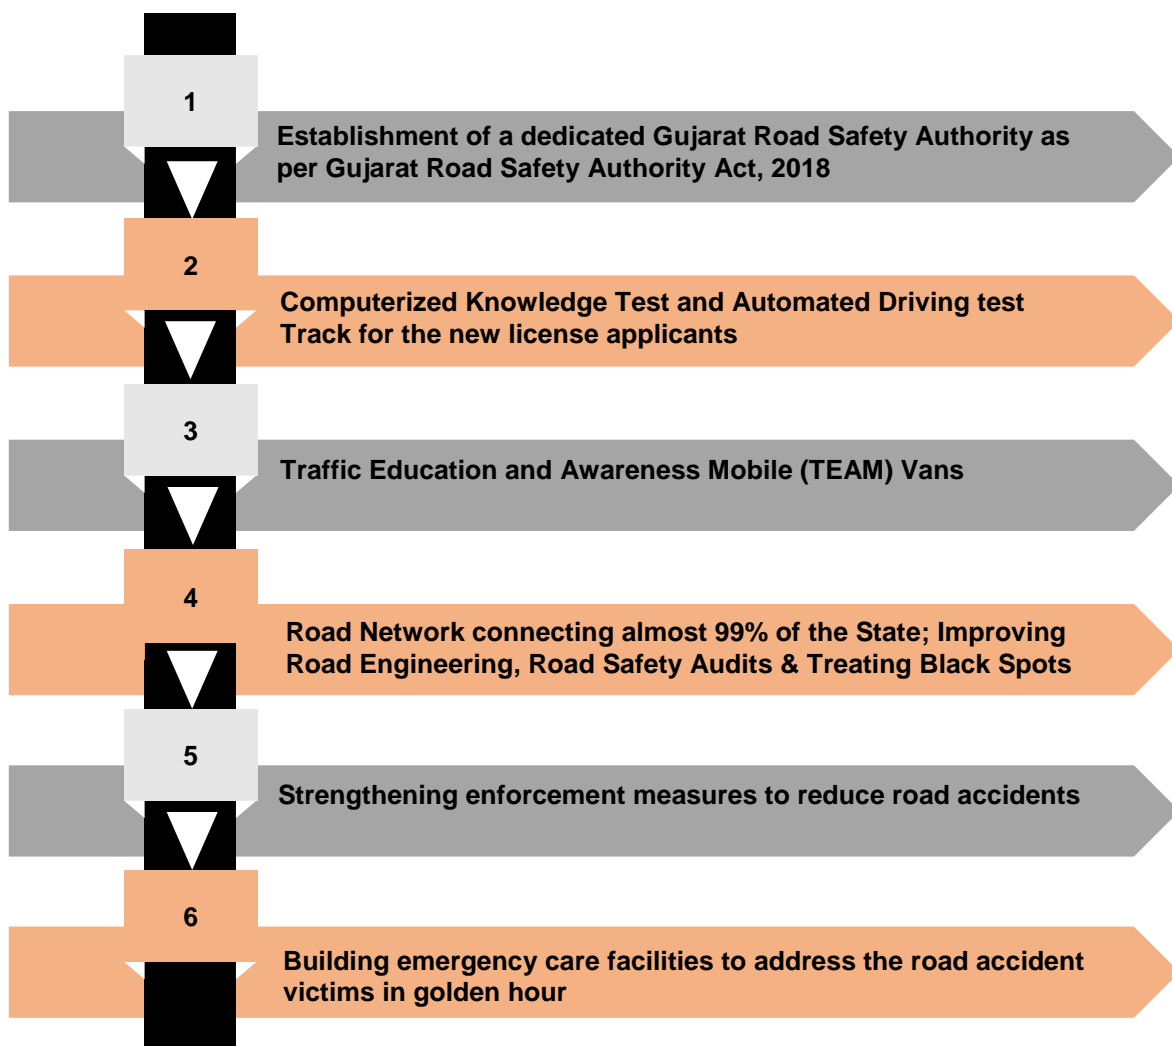 1
Establishment of a dedicated Gujarat Road Safety Authority as
per Gujarat Road Safety Authority Act, 2018
2
Computerized Knowledge Test and Automated Driving test
Track for the new license applicants
3
Traffic Education and Awareness Mobile (TEAM) Vans
4
Road Network connecting almost 99% of the State; Improving
Road Engineering, Road Safety Audits & Treating Black Spots
5
Strengthening enforcement measures to reduce road accidents
6
Building emergency care facilities to address the road accident
victims in golden hour